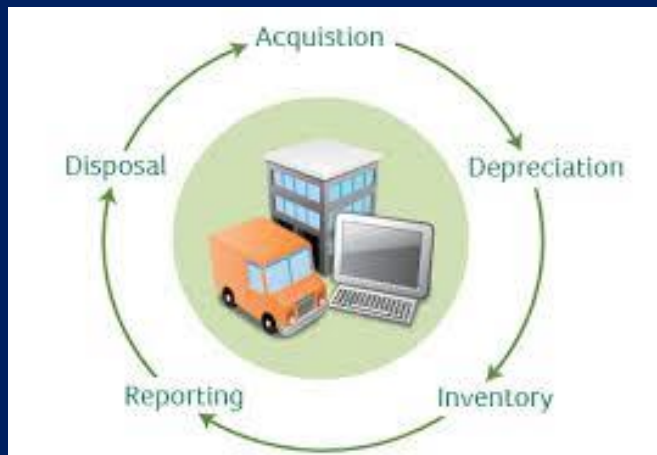 Acquistion
Depreciation
Inventory
Reporting
Disposal